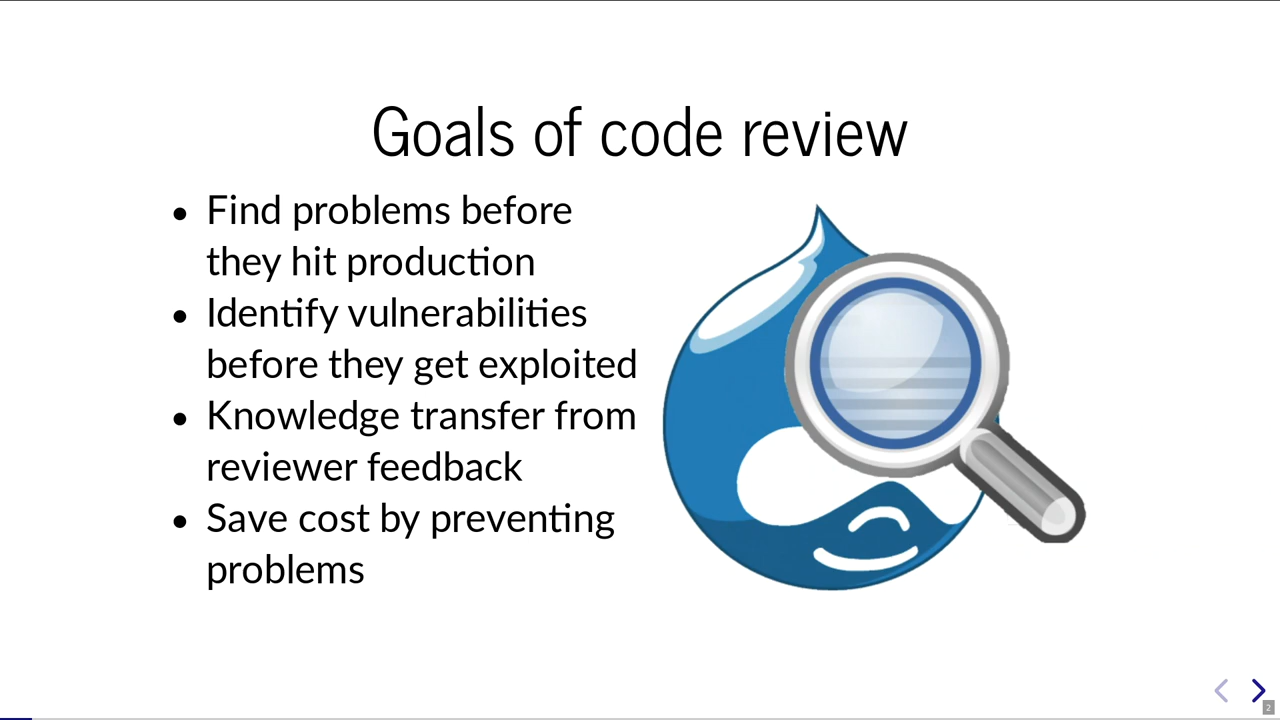 Goals of code review
• Find problems before
they hit production
• Identify vulnerabilities
before they get exploited
• Knowledge transfer from
reviewer feedback
• Save cost by preventing
problems
2